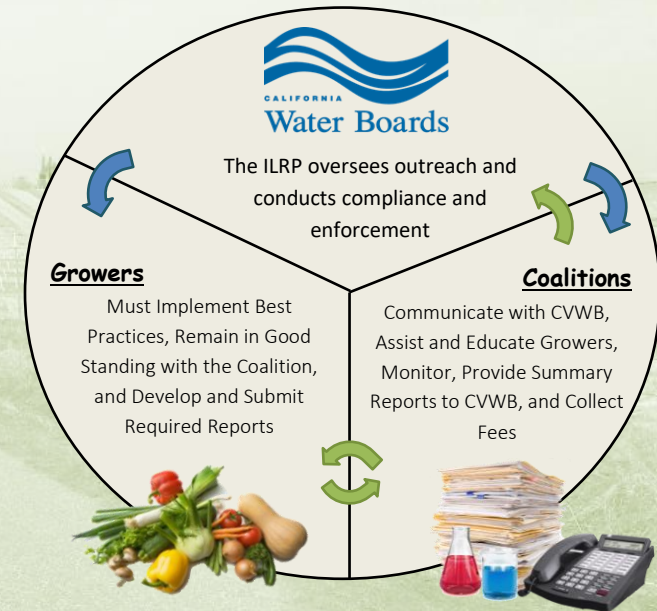 CALIFORNIA
Water Boards
The ILRP oversees outreach and
conducts compliance and
enforcement
Growers
Must Implement Best
Practices, Remain in Good
Standing with the Coalition,
and Develop and Submit
Required Reports
Coalitions
Communicate with CVWB,
Assist and Educate Growers,
Monitor, Provide Summary
Reports to CVWB, and Collect
Fees